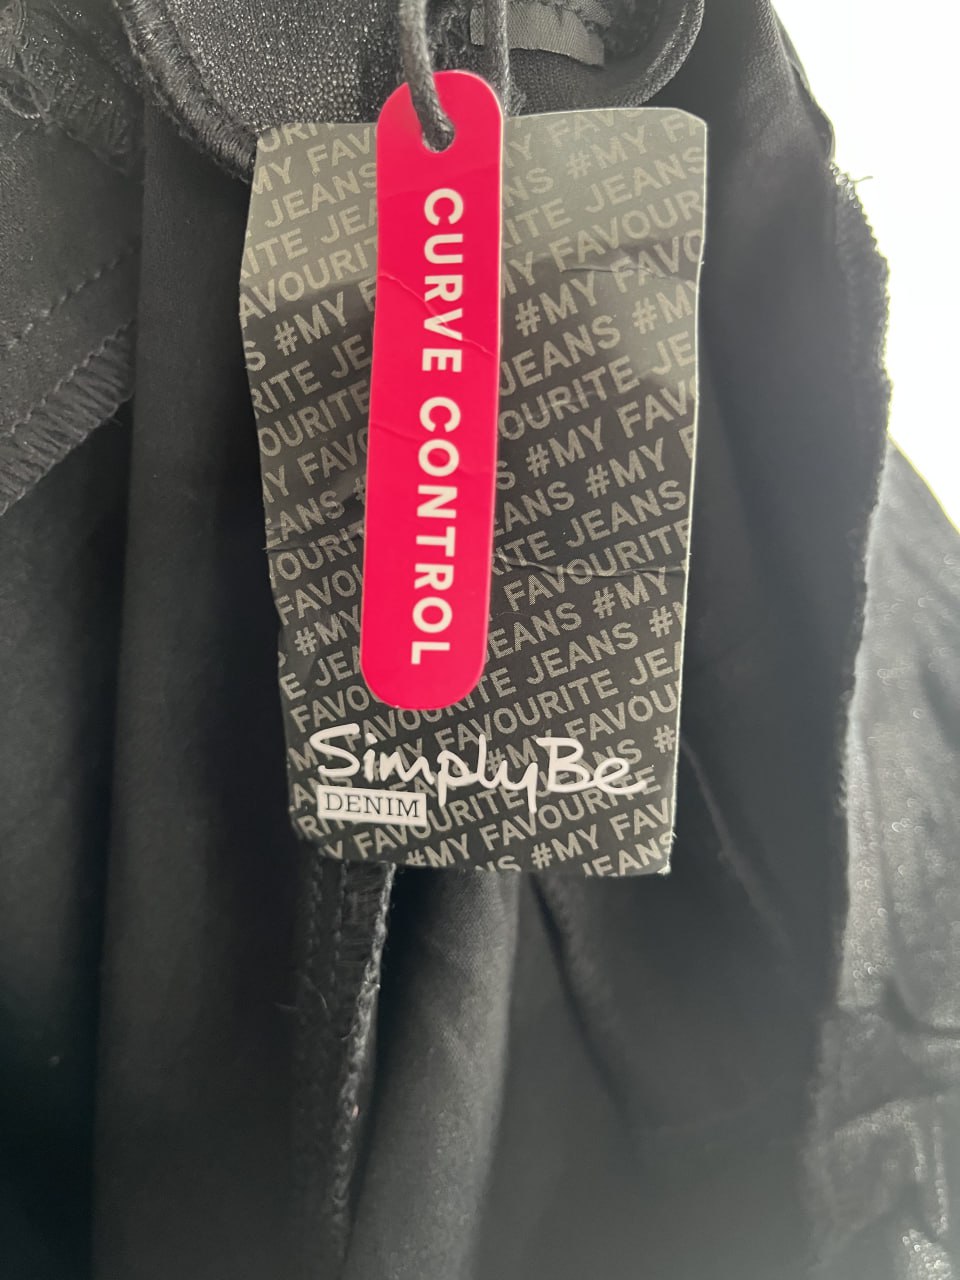 CURVE CONTROL
#MY FAVOURITE JEANS
SimplyBe
DENIM